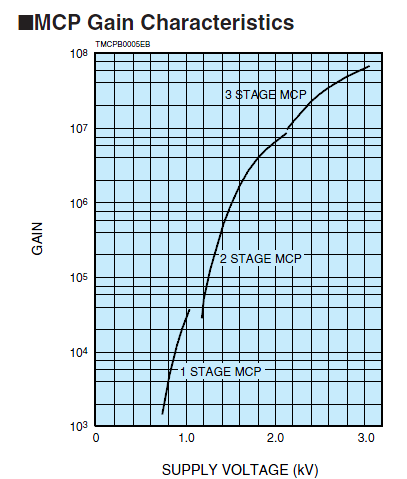 ■MCP Gain Characteristics
TMCPB0005EB
10⁸
3 STAGE MCP
10⁷
10⁶
GAIN
2 STAGE MCP
10⁵
10⁴
1 STAGE MCP
10³
0 1.0 2.0 3.0
SUPPLY VOLTAGE (kV)